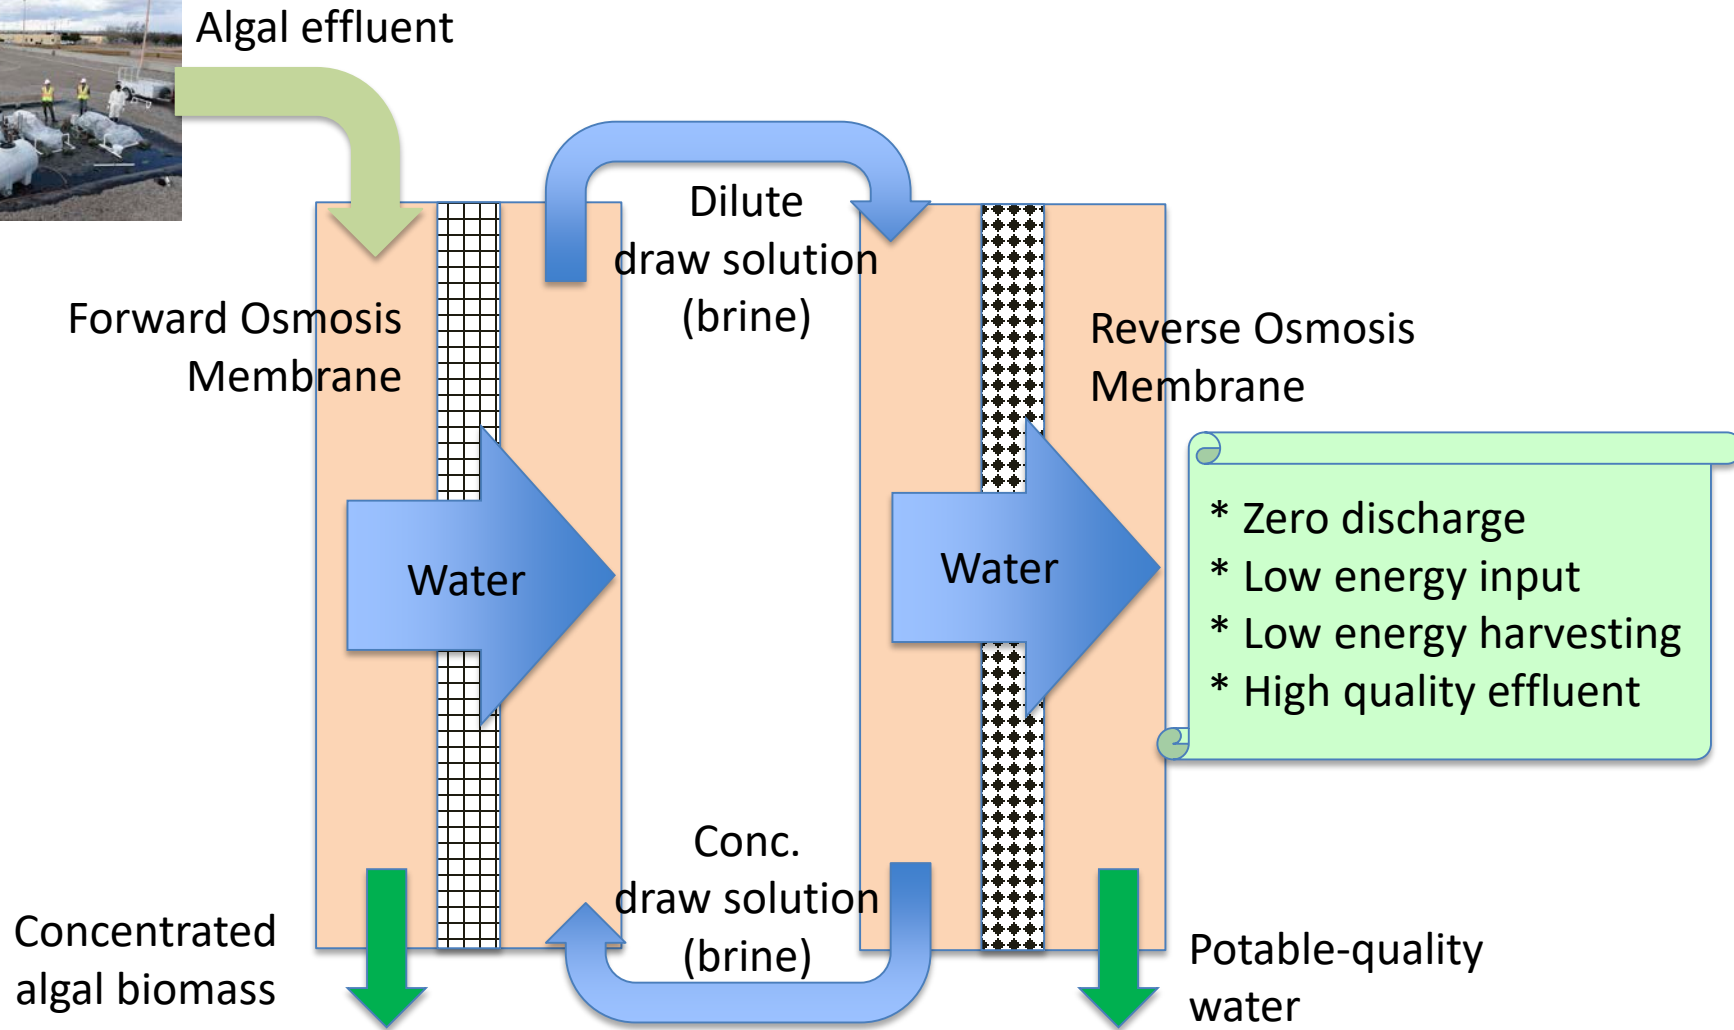 Algal effluent
Dilute
draw solution
(brine)
Forward Osmosis
Membrane
Reverse Osmosis
Membrane
Water
Water
* Zero discharge
* Low energy input
* Low energy harvesting
* High quality effluent
Conc.
draw solution
(brine)
Concentrated
algal biomass
Potable-quality
water